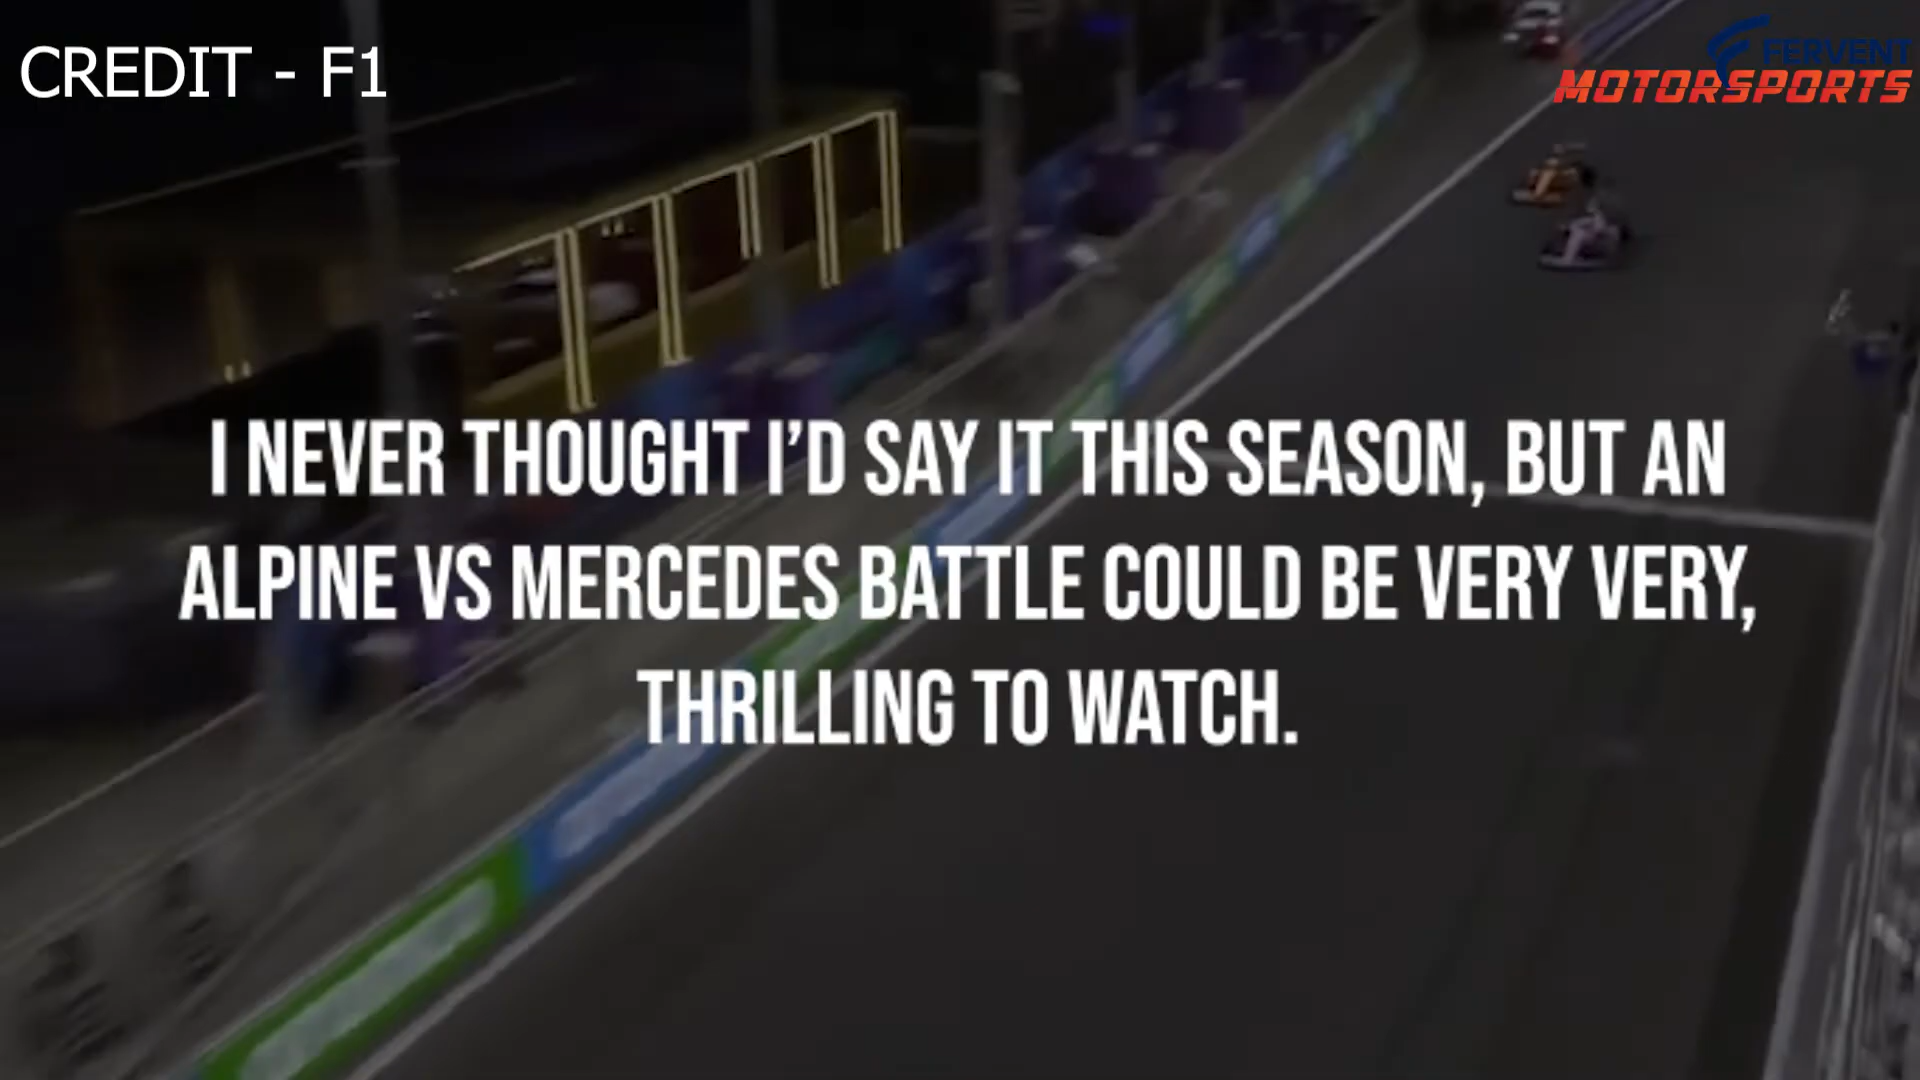 CREDIT - F1
FERVENT
MOTORSPORTS
I NEVER THOUGHT I’D SAY IT THIS SEASON, BUT AN
ALPINE VS MERCEDES BATTLE COULD BE VERY VERY,
THRILLING TO WATCH.